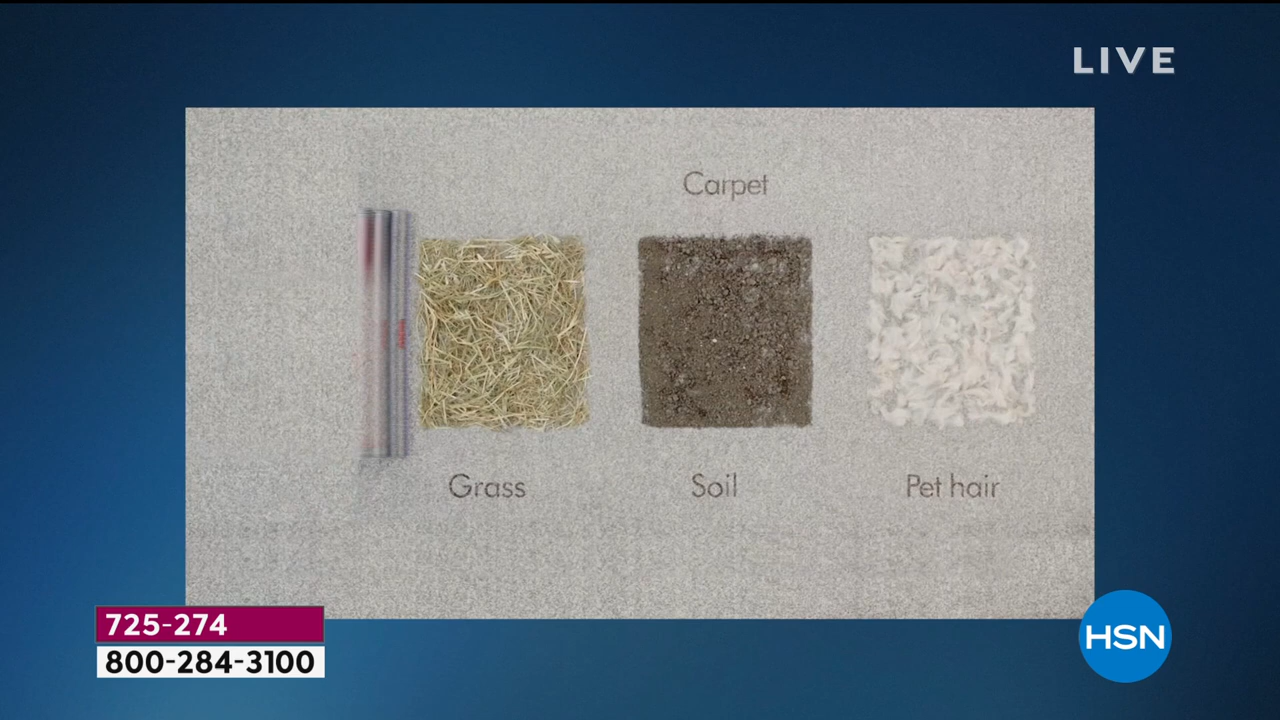 LIVE
Carpet
Grass
Soil
Pet hair
725-274
800-284-3100
HSN